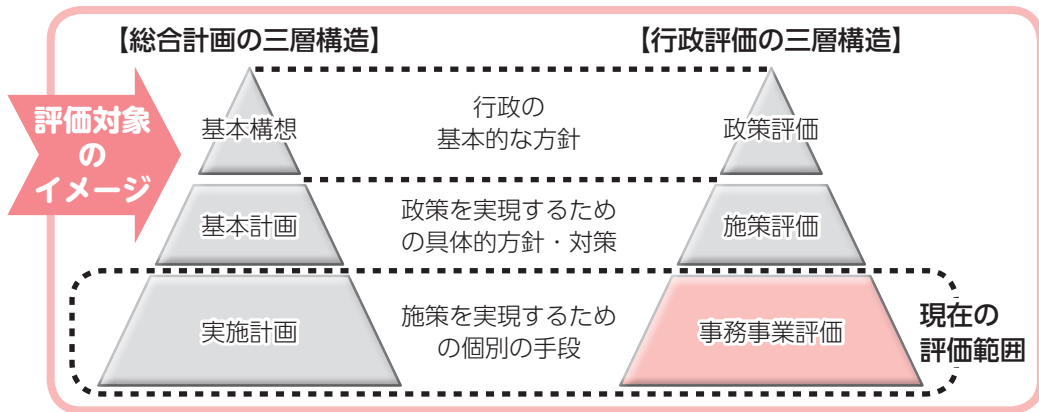 【総合計画の三層構造】
【行政評価の三層構造】
評価対象
の
イメージ
基本構想
行政の
基本的な方針
政策評価
基本計画
政策を実現するため
の具体的方針・対策
施策評価
実施計画
施策を実現するため
の個別の手段
事務事業評価
現在の
評価範囲